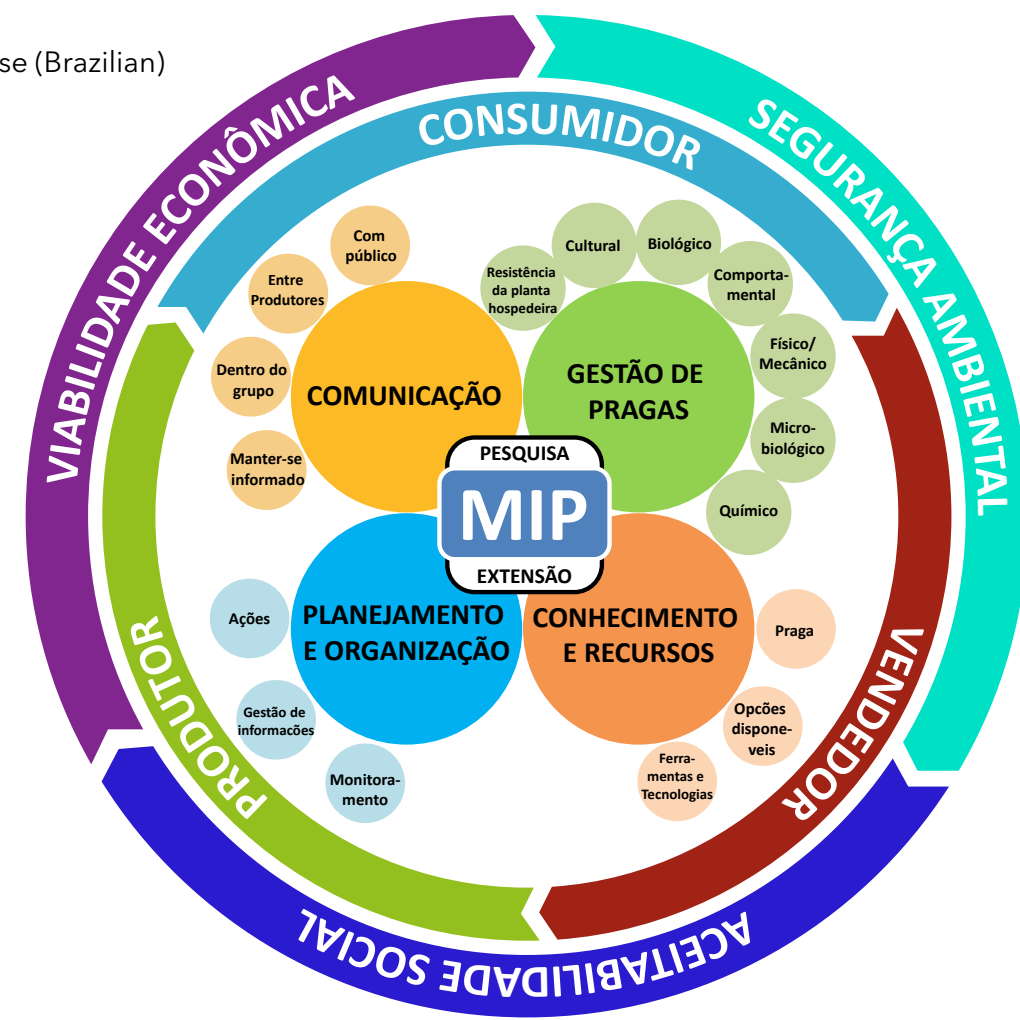 se (Brazilian)
VIABILIDADE ECONÔMICA
SEGURANÇA AMBIENTAL
ACEITABILIDADE SOCIAL
CONSUMIDOR
VENDEDOR
PRODUTOR
COMUNICAÇÃO
Com
público
Entre
Produtores
Dentro do
grupo
Manter-se
informado
GESTÃO DE
PRAGAS
Resistência
da planta
hospedeira
Cultural
Biológico
Comporta-
mental
Físico/
Mecânico
Micro-
biológico
Químico
PESQUISA
MIP
EXTENSÃO
PLANEJAMENTO
E ORGANIZAÇÃO
Ações
Gestão de
informacões
Monitora-
mento
CONHECIMENTO
E RECURSOS
Praga
Opcões
dispone-
veis
Ferra-
mentas e
Tecnologias